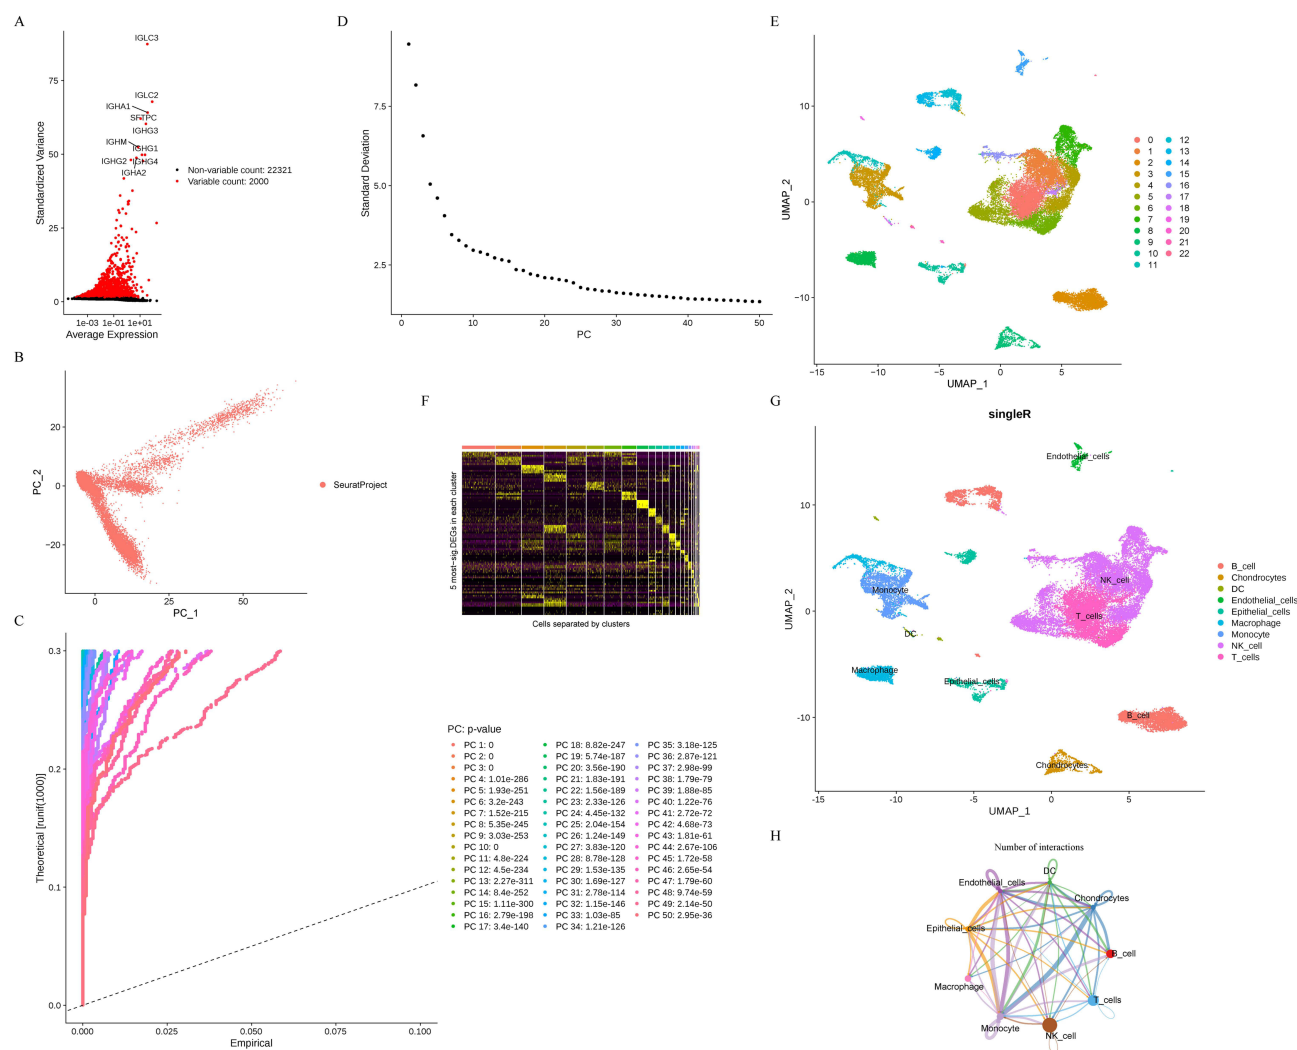 A
IGLC3
75
IGLC2
IGHA1
SFTPC
IGHG3
IGHM
IGHG1
50
IGHG2
IGHG4
IGHA2
Non-variable count: 22321
Variable count: 2000
25
0
Standardized Variance
1e-03 1e-01 1e+01
Average Expression
B
20
0
−20
PC_2
0 25 50
PC_1
SeuratProject
C
0.3
0.2
0.1
0.0
Theoretical [runif(1000)]
0.000 0.025 0.050 0.075 0.100
Empirical
PC: p-value
PC 1: 0
PC 2: 0
PC 3: 0
PC 4: 1.01e-286
PC 5: 1.93e-251
PC 6: 3.2e-243
PC 7: 1.52e-215
PC 8: 5.35e-245
PC 9: 3.03e-253
PC 10: 0
PC 11: 4.8e-224
PC 12: 4.5e-234
PC 13: 2.27e-311
PC 14: 8.4e-252
PC 15: 1.11e-300
PC 16: 2.79e-198
PC 17: 3.4e-140
PC 18: 8.82e-247
PC 19: 5.74e-187
PC 20: 3.56e-190
PC 21: 1.83e-191
PC 22: 1.56e-189
PC 23: 2.33e-126
PC 24: 4.45e-132
PC 25: 2.04e-154
PC 26: 1.24e-149
PC 27: 3.83e-120
PC 28: 8.78e-128
PC 29: 1.53e-135
PC 30: 1.69e-127
PC 31: 2.78e-114
PC 32: 1.15e-146
PC 33: 1.03e-85
PC 34: 1.21e-126
PC 35: 3.18e-125
PC 36: 2.87e-121
PC 37: 2.98e-99
PC 38: 1.79e-79
PC 39: 1.88e-85
PC 40: 1.22e-76
PC 41: 2.72e-72
PC 42: 4.68e-73
PC 43: 1.81e-61
PC 44: 2.67e-106
PC 45: 1.72e-58
PC 46: 2.65e-54
PC 47: 1.79e-60
PC 48: 9.74e-59
PC 49: 2.14e-50
PC 50: 2.95e-36
D
7.5
5.0
2.5
Standard Deviation
0 10 20 30 40 50
PC
E
10
0
−10
UMAP_2
−15 −10 −5 0 5
UMAP_1
0
1
2
3
4
5
6
7
8
9
10
11
12
13
14
15
16
17
18
19
20
21
22
F
5 most−sig.DEGs in each cluster
Cells separated by clusters
G
singleR
Endothelial_cells
NK_cell
Monocyte
T_cells
DC
Macrophage
Epithelial_cells
B_cell
Chondrocytes
10
0
-10
UMAP_2
-15 -10 -5 0 5
UMAP_1
B_cell
Chondrocytes
DC
Endothelial_cells
Epithelial_cells
Macrophage
Monocyte
NK_cell
T_cells
H
Number of interactions
DC
Endothelial_cells
Chondrocytes
Epithelial_cells
B_cell
Macrophage
T_cells
Monocyte
NK_cell